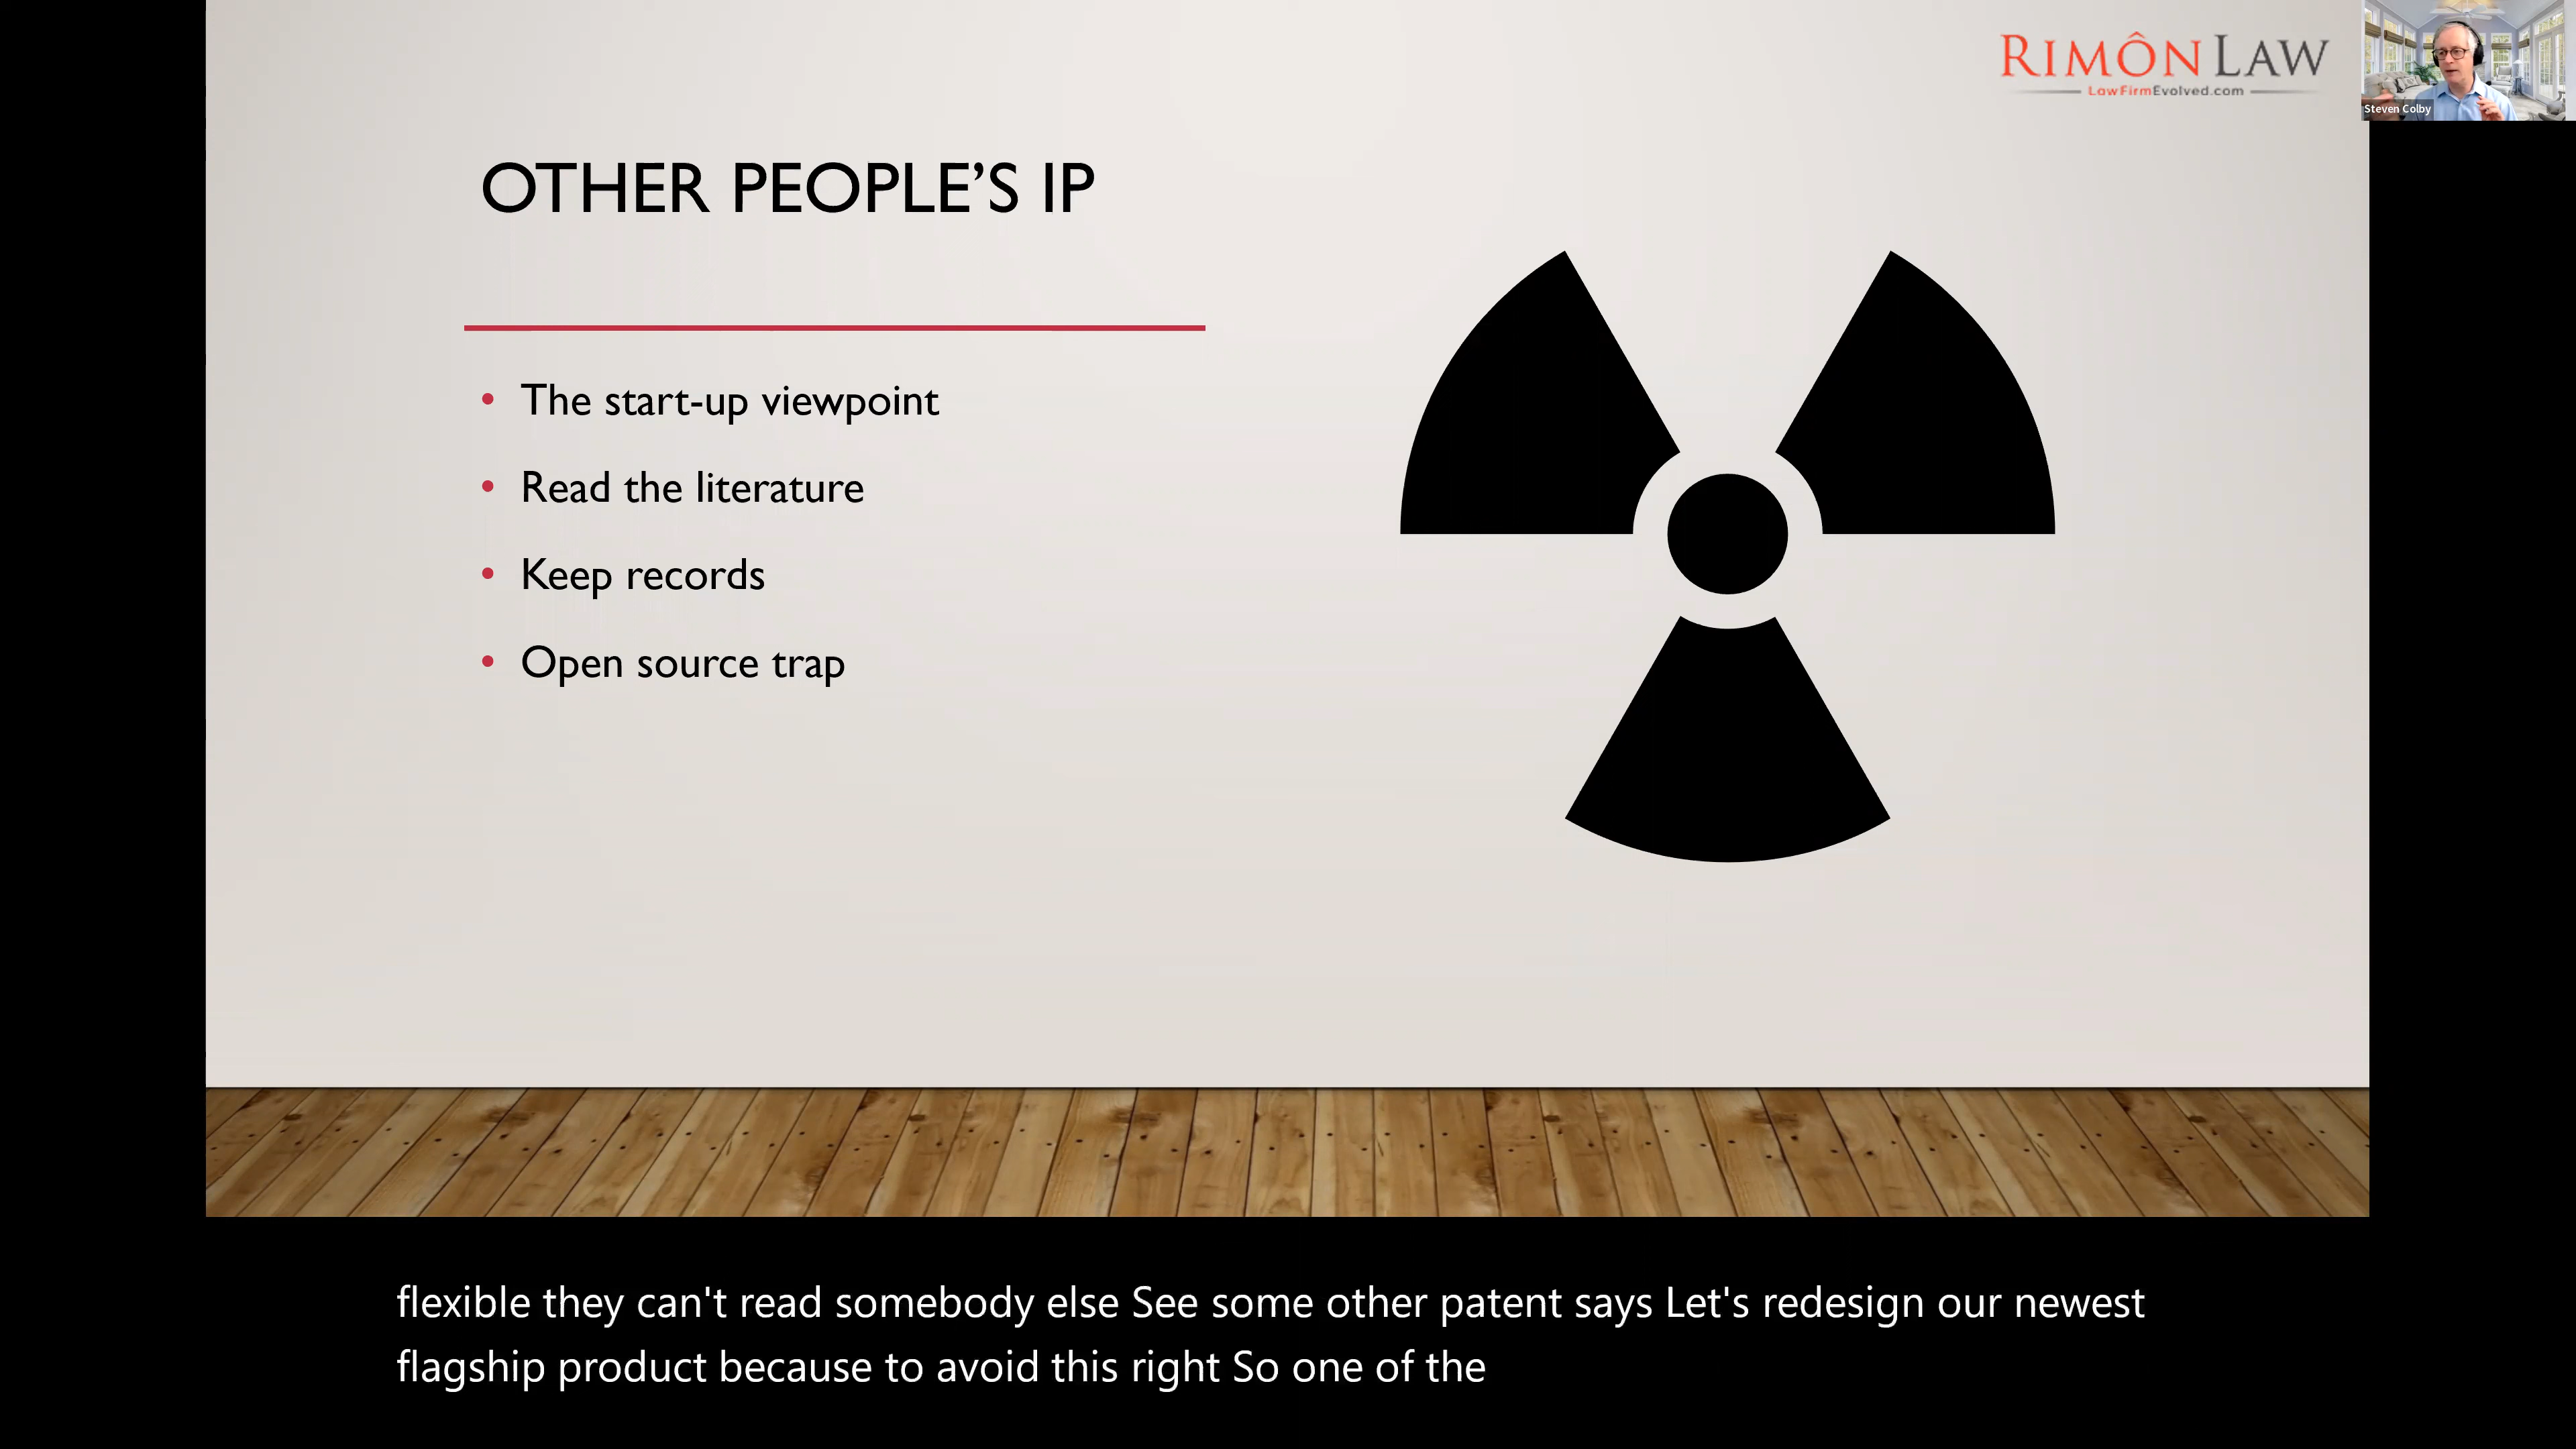 RIMÔN LAW
LawFirmEvolved.com
Steven Colby
OTHER PEOPLE’S IP
• The start-up viewpoint
• Read the literature
• Keep records
• Open source trap
flexible they can't read somebody else See some other patent says Let's redesign our newest
flagship product because to avoid this right So one of the